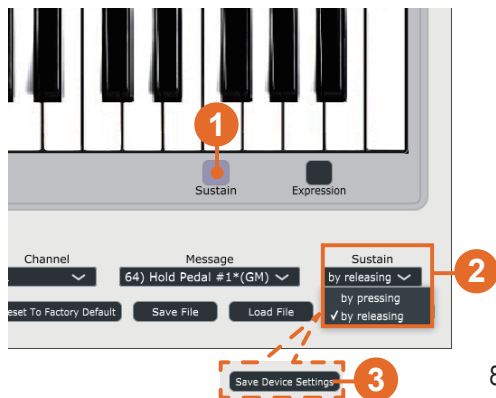 1
Sustain
Expression
Channel
Message
Sustain
64) Hold Pedal #1*(GM)
by releasing
2
by pressing
✓by releasing
eset To Factory Default
Save File
Load File
Save Device Settings
3
8